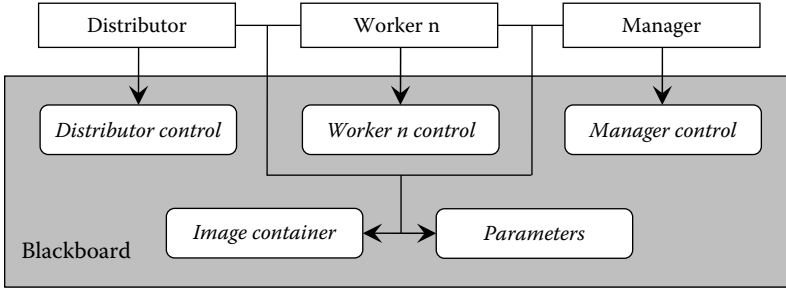 Distributor
Worker n
Manager
Distributor control
Worker n control
Manager control
Image container
Parameters
Blackboard